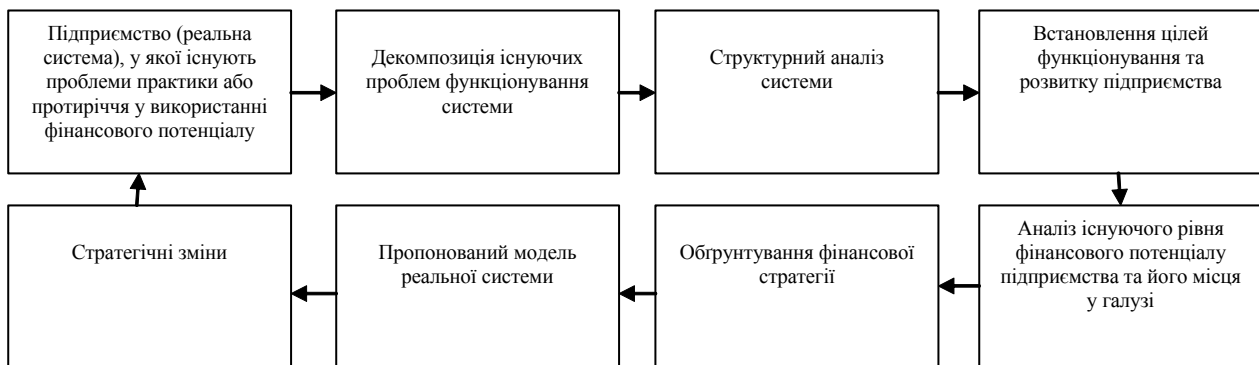 Підприємство (реальна
система), у якої існують
проблеми практики або
протиріччя у використанні
фінансового потенціалу
Декомпозиція існуючих
проблем функціонування
системи
Структурний аналіз
системи
Встановлення цілей
функціонування та
розвитку підприємства
Аналіз існуючого рівня
фінансового потенціалу
підприємства та його місця
у галузі
Обґрунтування фінансової
стратегії
Пропонований модель
реальної системи
Стратегічні зміни